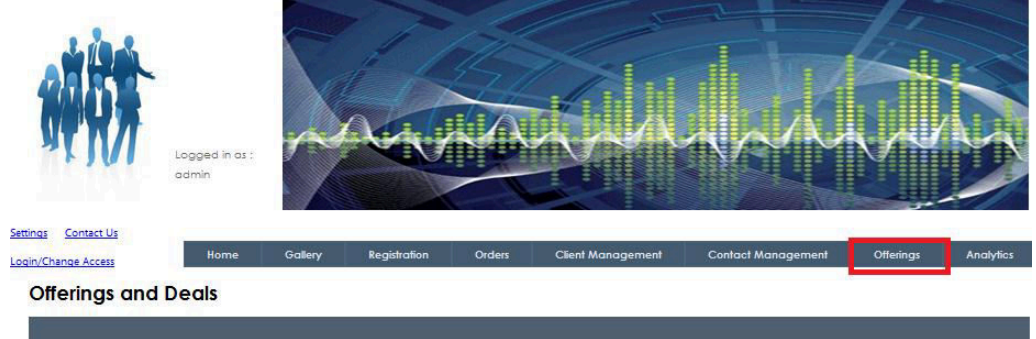 Logged in as :
admin
Settings Contact Us
Login/Change Access
Home Gallery Registration Orders Client Management Contact Management Offerings Analytics
Offerings and Deals